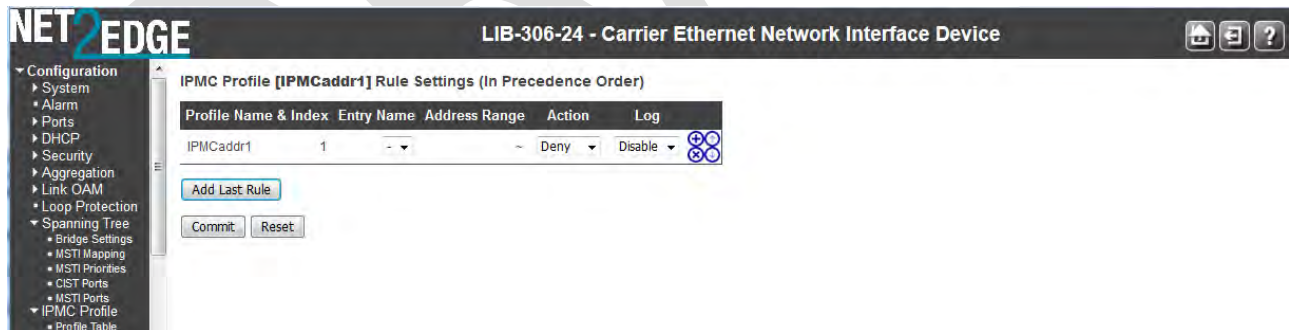 NET2EDGE
LIB-306-24 - Carrier Ethernet Network Interface Device
?
Configuration
System
Alarm
Ports
DHCP
Security
Aggregation
Link OAM
Loop Protection
Spanning Tree
Bridge Settings
MSTI Mapping
MSTI Priorities
CIST Ports
MSTI Ports
IPMC Profile
Profile Table
IPMC Profile [IPMCaddr1] Rule Settings (In Precedence Order)
Profile Name & Index Entry Name Address Range Action Log
IPMCaddr1 1 - ~ Deny Disable
Add Last Rule
Commit Reset